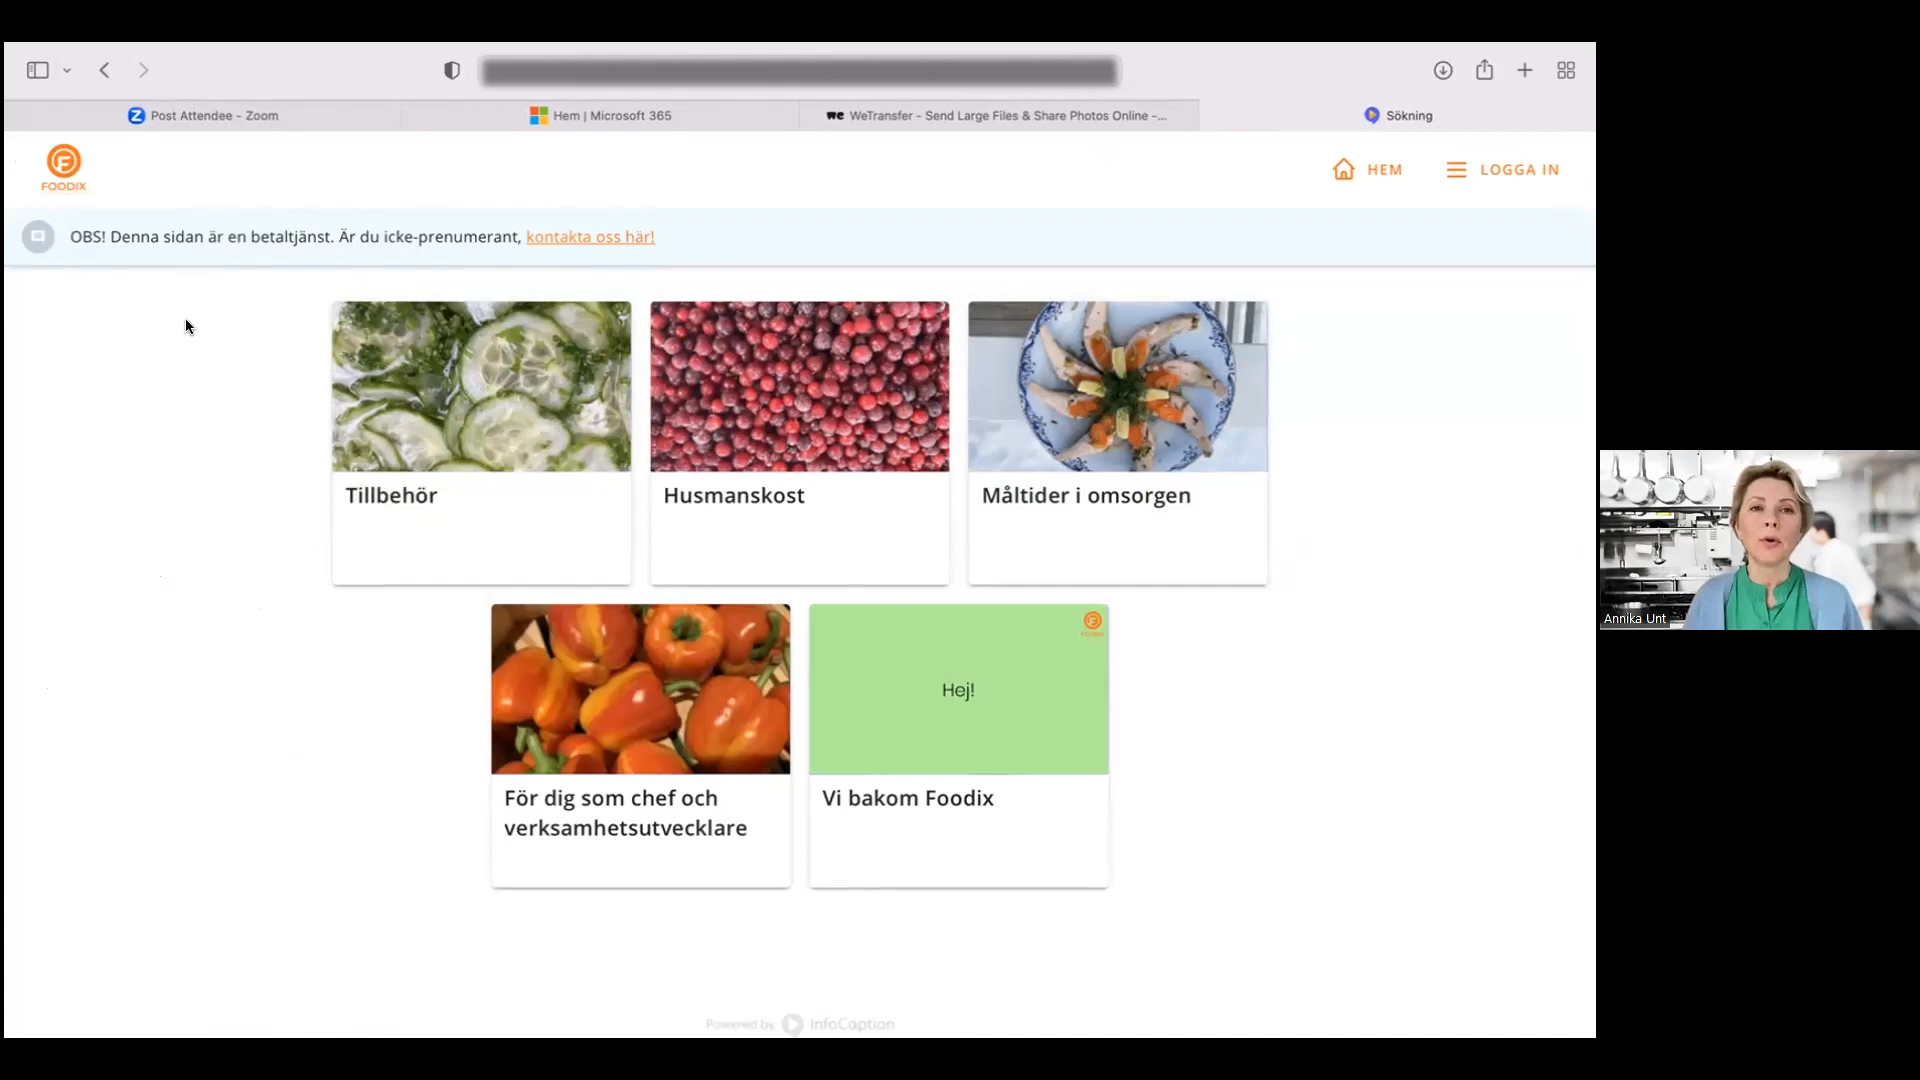 Post Attendee - Zoom
Hem | Microsoft 365
we WeTransfer - Send Large Files & Share Photos Online -...
Sökning
FOODIX
HEM
LOGGA IN
OBS! Denna sidan är en betaltjänst. Är du icke-prenumerant, kontakta oss här!
Tillbehör
Husmanskost
Måltider i omsorgen
FOODIX
Hej!
För dig som chef och
verksamhetsutvecklare
Vi bakom Foodix
Annika Unt
Powered by InfoCaption